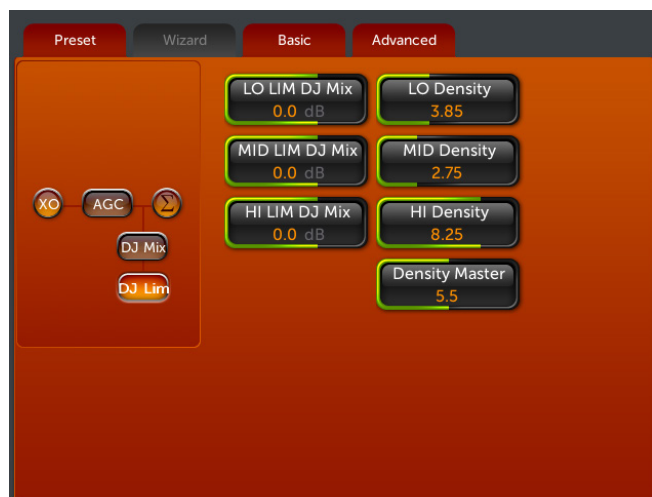 Preset Wizard Basic Advanced
LO LIM DJ Mix LO Density
0.0 dB 3.85
MID LIM DJ Mix MID Density
0.0 dB 2.75
XO AGC Σ
HI LIM DJ Mix HI Density
0.0 dB 8.25
DJ Mix
Density Master
DJ Lim
5.5